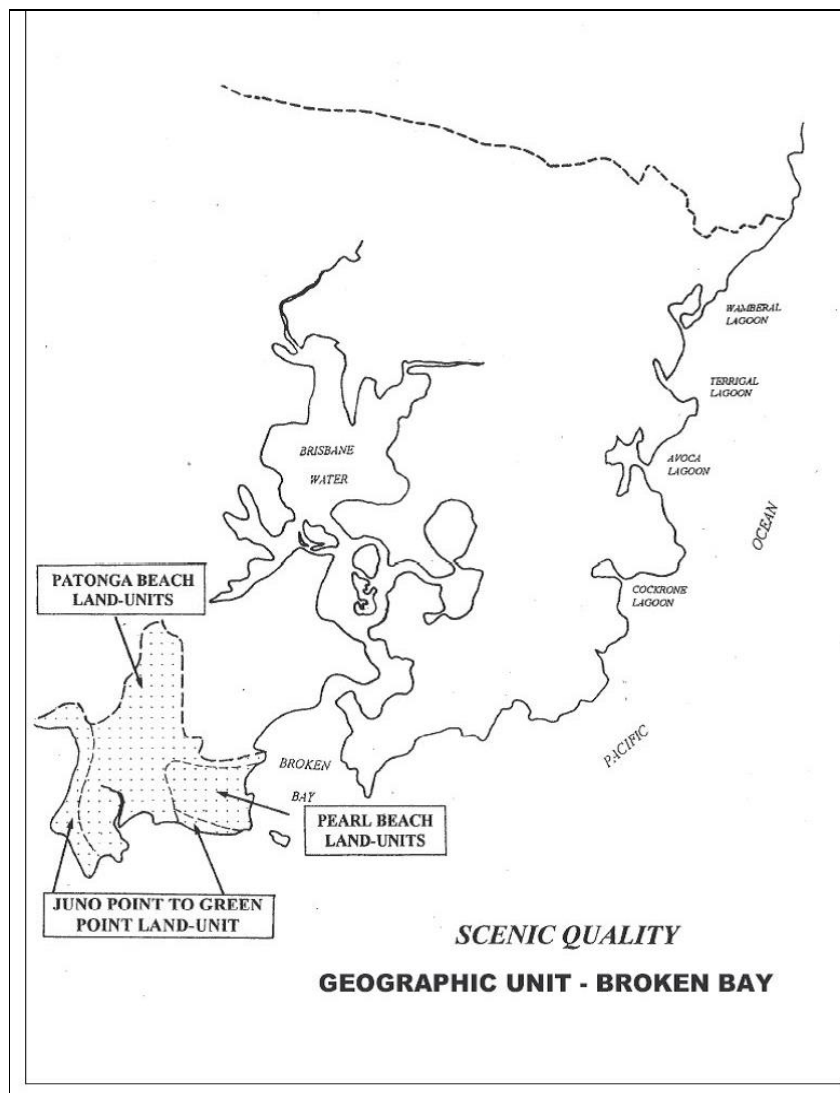 WAMBERAL
LAGOON
TERRIGAL
LAGOON
AVOCA
LAGOON
BRISBANE
WATER
OCEAN
PATONGA BEACH
LAND-UNITS
COCKRONE
LAGOON
PACIFIC
BROKEN
BAY
PEARL BEACH
LAND-UNITS
JUNO POINT TO GREEN
POINT LAND-UNIT
SCENIC QUALITY
GEOGRAPHIC UNIT - BROKEN BAY